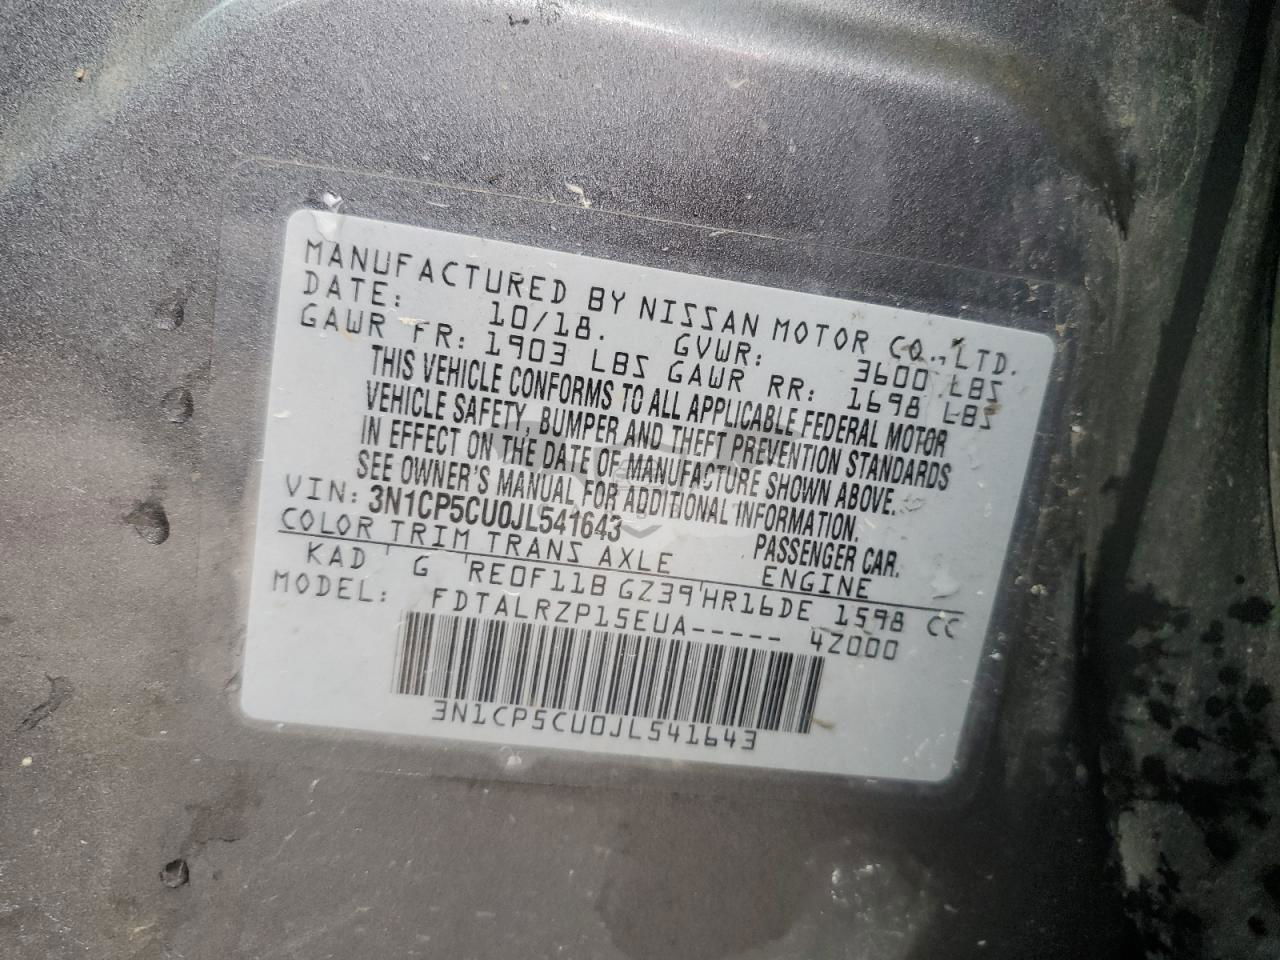 MANUFACTURED BY NISSAN MOTOR CO., LTD.
DATE: 10/18. GVWR: 3600 LBS
GAWR FR: 1903 LBS GAWR RR: 1698 LBS
THIS VEHICLE CONFORMS TO ALL APPLICABLE FEDERAL MOTOR
VEHICLE SAFETY, BUMPER AND THEFT PREVENTION STANDARDS
IN EFFECT ON THE DATE OF MANUFACTURE SHOWN ABOVE.
SEE OWNER'S MANUAL FOR ADDITIONAL INFORMATION.
VIN: 3N1CP5CU0JL541643 PASSENGER CAR.
COLOR TRIM TRANS AXLE ENGINE
KAD G RE0F11B GZ39 HR16DE 1598 CC
MODEL: FDTALRZP15EUA----- 4Z000
3N1CP5CU0JL541643